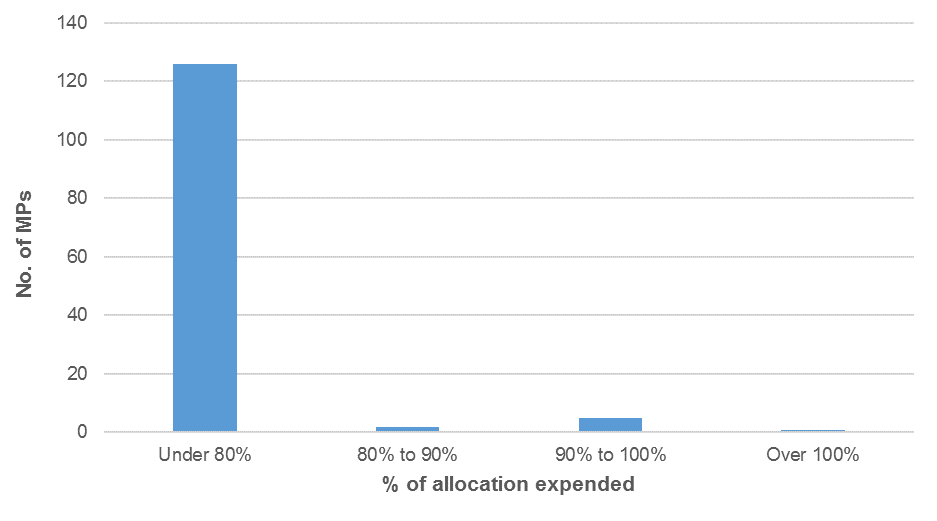 140
120
100
80
60
40
20
0
No. of MPs
Under 80%
80% to 90%
90% to 100%
Over 100%
% of allocation expended